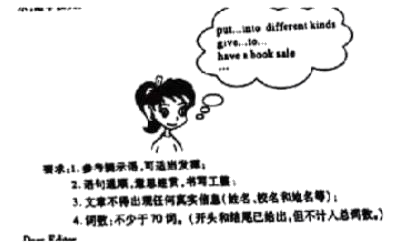 put...into different kinds
give...to...
have a book sale
...
要求:1. 参考提示语,可适当发挥;
2. 语句通顺,意思连贯,书写工整;
3. 文章不得出现任何真实信息(姓名、校名和地名等);
4. 词数:不少于70词。(开头和结尾已给出,但不计入总词数。)
Dear Editor